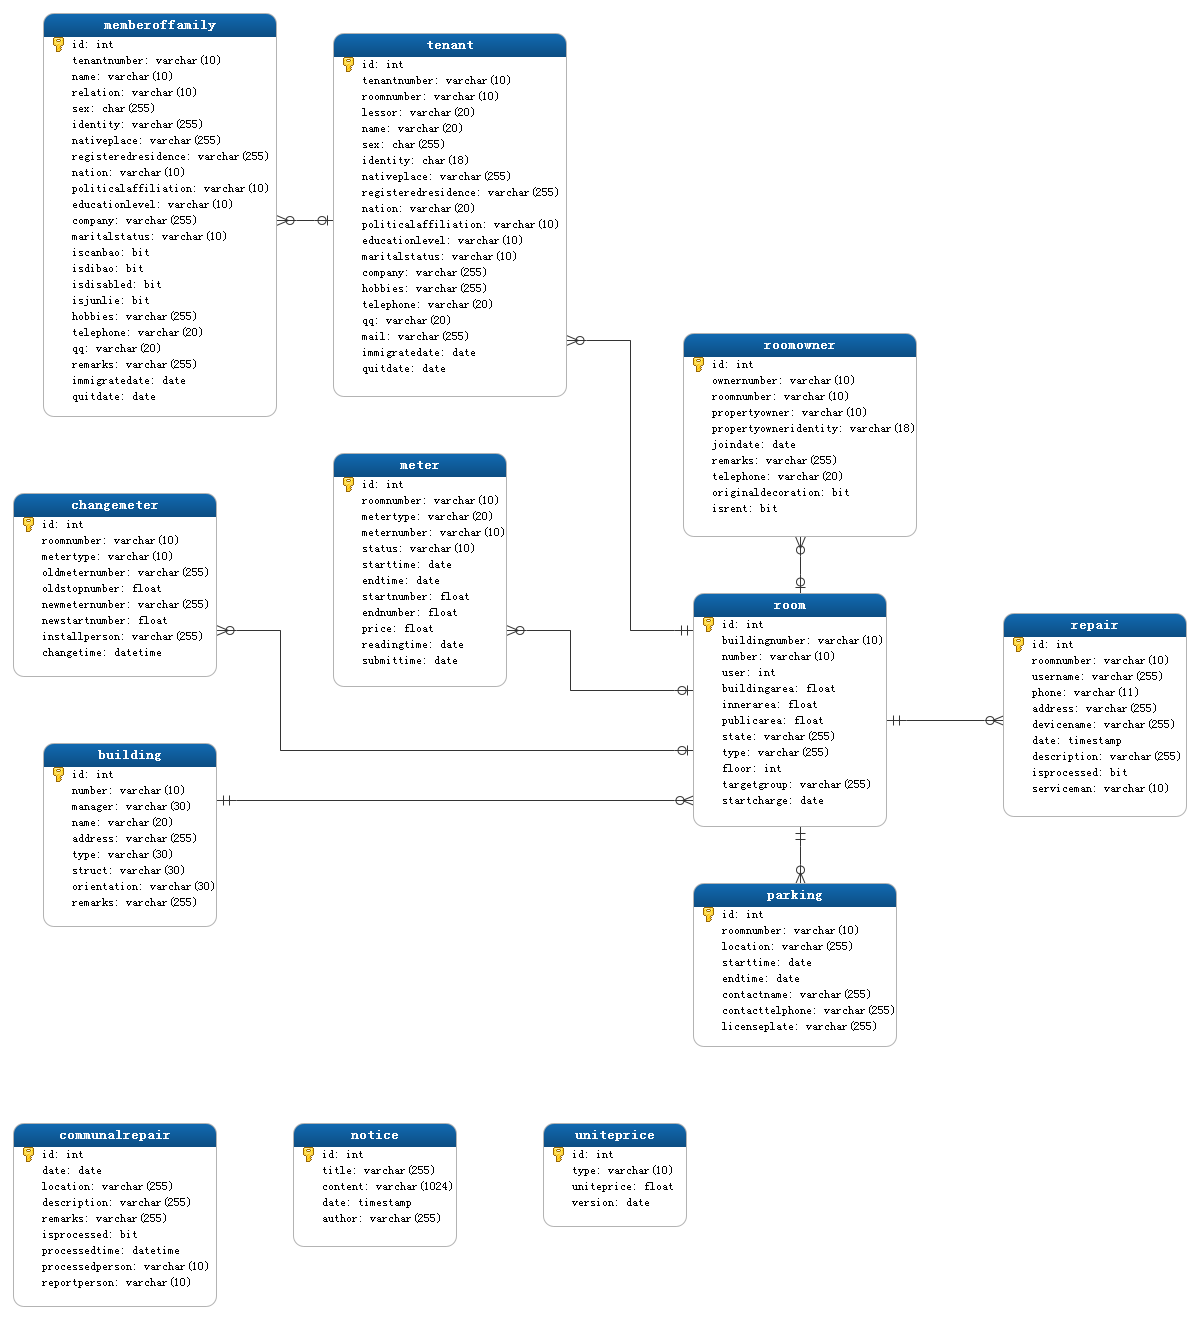 memberoffamily
id: int
tenantnumber: varchar(10)
name: varchar(10)
relation: varchar(10)
sex: char(255)
identity: varchar(255)
nativeplace: varchar(255)
registeredresidence: varchar(255)
nation: varchar(10)
politicalaffiliation: varchar(10)
educationlevel: varchar(10)
company: varchar(255)
maritalstatus: varchar(10)
iscanbao: bit
isdibao: bit
isdisabled: bit
isjunlie: bit
hobbies: varchar(255)
telephone: varchar(20)
qq: varchar(20)
remarks: varchar(255)
immigratedate: date
quitdate: date
tenant
id: int
tenantnumber: varchar(10)
roomnumber: varchar(10)
lessor: varchar(20)
name: varchar(20)
sex: char(255)
identity: char(18)
nativeplace: varchar(255)
registeredresidence: varchar(255)
nation: varchar(20)
politicalaffiliation: varchar(10)
educationlevel: varchar(10)
maritalstatus: varchar(10)
company: varchar(255)
hobbies: varchar(255)
telephone: varchar(20)
qq: varchar(20)
mail: varchar(255)
immigratedate: date
quitdate: date
roomowner
id: int
ownernumber: varchar(10)
roomnumber: varchar(10)
propertyowner: varchar(10)
propertyowneridentity: varchar(18)
joindate: date
remarks: varchar(255)
telephone: varchar(20)
originaldecoration: bit
isrent: bit
meter
id: int
roomnumber: varchar(10)
metertype: varchar(20)
meternumber: varchar(10)
status: varchar(10)
starttime: date
endtime: date
startnumber: float
endnumber: float
price: float
readingtime: date
submittime: date
changemeter
id: int
roomnumber: varchar(10)
metertype: varchar(10)
oldmeternumber: varchar(255)
oldstopnumber: float
newmeternumber: varchar(255)
newstartnumber: float
installperson: varchar(255)
changetime: datetime
room
id: int
buildingnumber: varchar(10)
number: varchar(10)
user: int
buildingarea: float
innerarea: float
publicarea: float
state: varchar(255)
type: varchar(255)
floor: int
targetgroup: varchar(255)
startcharge: date
repair
id: int
roomnumber: varchar(10)
username: varchar(255)
phone: varchar(11)
address: varchar(255)
devicename: varchar(255)
date: timestamp
description: varchar(255)
isprocessed: bit
serviceman: varchar(10)
building
id: int
number: varchar(10)
manager: varchar(30)
name: varchar(20)
address: varchar(255)
type: varchar(30)
struct: varchar(30)
orientation: varchar(30)
remarks: varchar(255)
parking
id: int
roomnumber: varchar(10)
location: varchar(255)
starttime: date
endtime: date
contactname: varchar(255)
contacttelphone: varchar(255)
licenseplate: varchar(255)
communalrepair
id: int
date: date
location: varchar(255)
description: varchar(255)
remarks: varchar(255)
isprocessed: bit
processedtime: datetime
processedperson: varchar(10)
reportperson: varchar(10)
notice
id: int
title: varchar(255)
content: varchar(1024)
date: timestamp
author: varchar(255)
uniteprice
id: int
type: varchar(10)
uniteprice: float
version: date